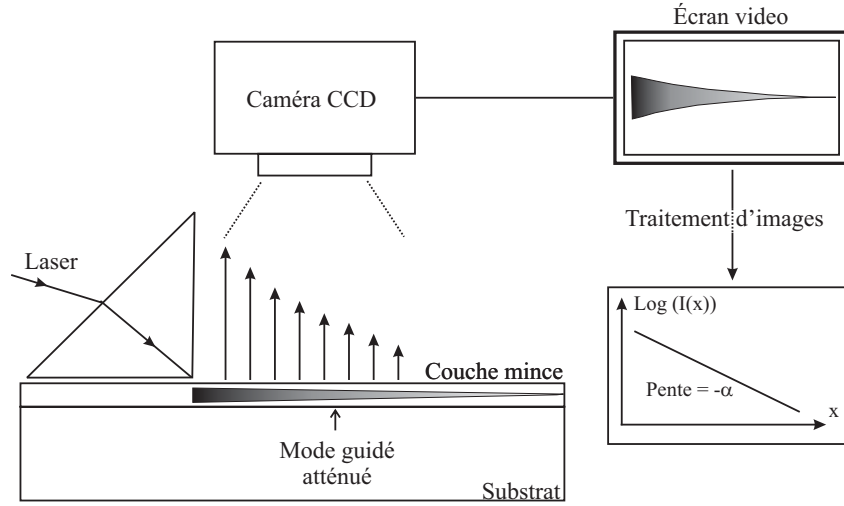 Écran video
Caméra CCD
Traitement d'images
Laser
Log (I(x))
Couche mince
Pente = -α
x
Mode guidé
atténué
Substrat